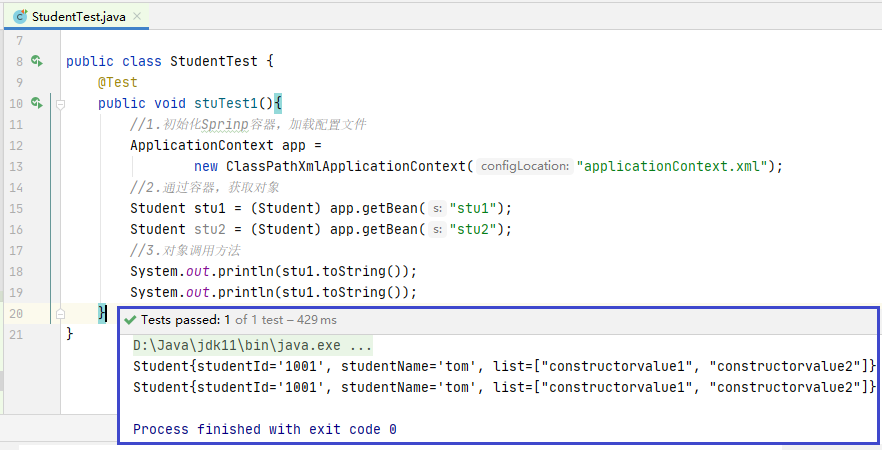 StudentTest.java
7
8 public class StudentTest {
9 @Test
10 public void stuTest1(){
11 //1.初始化Sprinp容器，加载配置文件
12 ApplicationContext app =
13 new ClassPathXmlApplicationContext( configLocation: "applicationContext.xml");
14 //2.通过容器，获取对象
15 Student stu1 = (Student) app.getBean( s: "stu1");
16 Student stu2 = (Student) app.getBean( s: "stu2");
17 //3.对象调用方法
18 System.out.println(stu1.toString());
19 System.out.println(stu1.toString());
20 }
21 }
Tests passed: 1 of 1 test – 429 ms
D:\Java\jdk11\bin\java.exe ...
Student{studentId='1001', studentName='tom', list=["constructorvalue1", "constructorvalue2"]}
Student{studentId='1001', studentName='tom', list=["constructorvalue1", "constructorvalue2"]}
Process finished with exit code 0